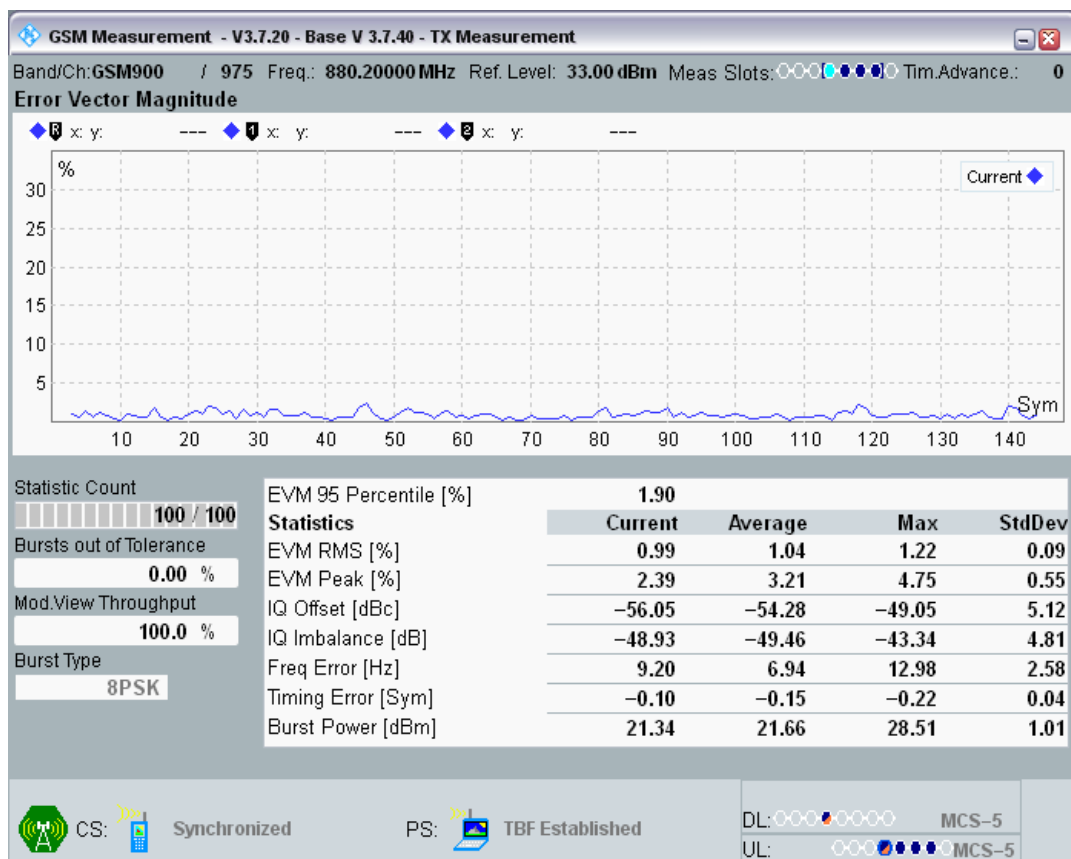 GSM Measurement - V3.7.20 - Base V 3.7.40 - TX Measurement
Band/Ch:GSM900 / 975 Freq.: 880.20000 MHz Ref. Level: 33.00 dBm Meas Slots: Tim.Advance.: 0
Error Vector Magnitude
R x: y: --- 1 x: y: --- 2 x: y: ---
%
Current
30
25
20
15
10
5
Sym
10 20 30 40 50 60 70 80 90 100 110 120 130 140
Statistic Count
100 / 100
Bursts out of Tolerance
0.00 %
Mod.View Throughput
100.0 %
Burst Type
8PSK
EVM 95 Percentile [%] 1.90
Statistics Current Average Max StdDev
EVM RMS [%] 0.99 1.04 1.22 0.09
EVM Peak [%] 2.39 3.21 4.75 0.55
IQ Offset [dBc] −56.05 −54.28 −49.05 5.12
IQ Imbalance [dB] −48.93 −49.46 −43.34 4.81
Freq Error [Hz] 9.20 6.94 12.98 2.58
Timing Error [Sym] −0.10 −0.15 −0.22 0.04
Burst Power [dBm] 21.34 21.66 28.51 1.01
CS: Synchronized PS: TBF Established
DL: MCS−5
UL: MCS−5